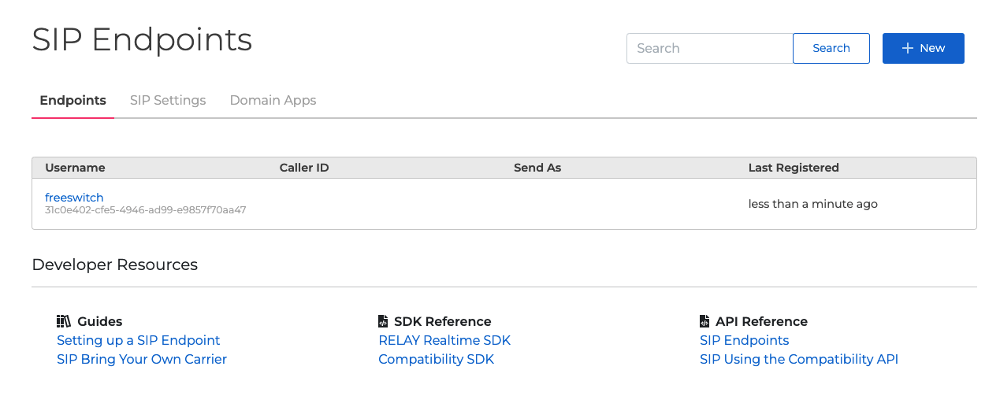 SIP Endpoints
Search
Search
New
Endpoints
SIP Settings
Domain Apps
Username
Caller ID
Send As
Last Registered
freeswitch
31c0e402-cfe5-4946-ad99-e9857f70aa47
less than a minute ago
Developer Resources
Guides
Setting up a SIP Endpoint
SIP Bring Your Own Carrier
SDK Reference
RELAY Realtime SDK
Compatibility SDK
API Reference
SIP Endpoints
SIP Using the Compatibility API